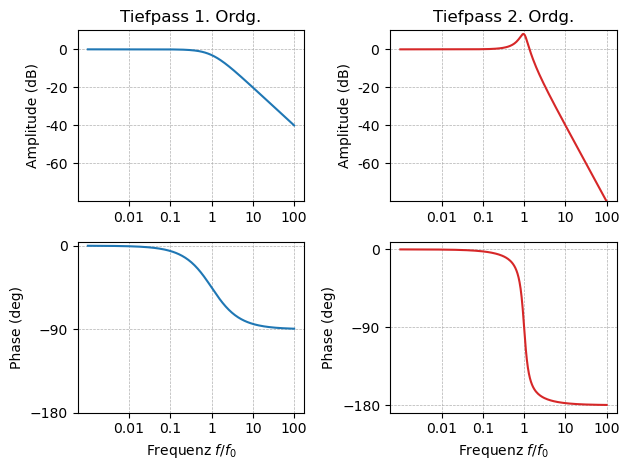 Tiefpass 1. Ordg.
Amplitude (dB)
0
-20
-40
-60
0.01 0.1 1 10 100
Tiefpass 2. Ordg.
Amplitude (dB)
0
-20
-40
-60
0.01 0.1 1 10 100
Phase (deg)
0
−90
−180
0.01 0.1 1 10 100
Frequenz f/f₀
Phase (deg)
0
−90
−180
0.01 0.1 1 10 100
Frequenz f/f₀